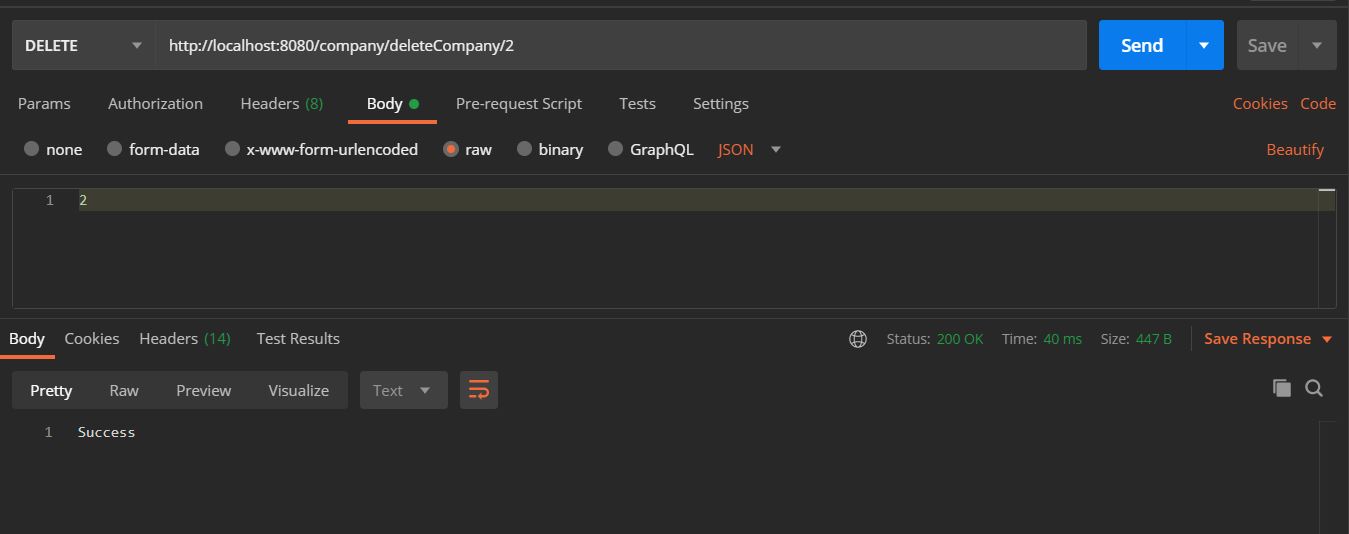 DELETE http://localhost:8080/company/deleteCompany/2 Send Save
Params Authorization Headers (8) Body Pre-request Script Tests Settings Cookies Code
none form-data x-www-form-urlencoded raw binary GraphQL JSON Beautify
1 2
Body Cookies Headers (14) Test Results Status: 200 OK Time: 40 ms Size: 447 B Save Response
Pretty Raw Preview Visualize Text
1 Success